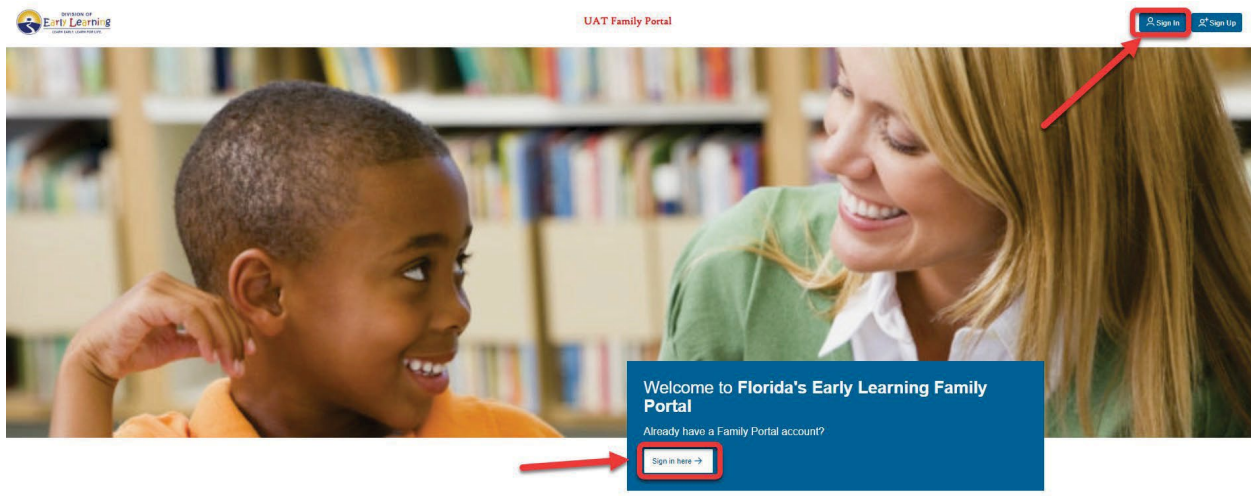 DIVISION OF
Early Learning
LEARN EARLY. LEARN FOR LIFE.
UAT Family Portal
Sign In
Sign Up
Welcome to Florida's Early Learning Family
Portal
Already have a Family Portal account?
Sign in here →